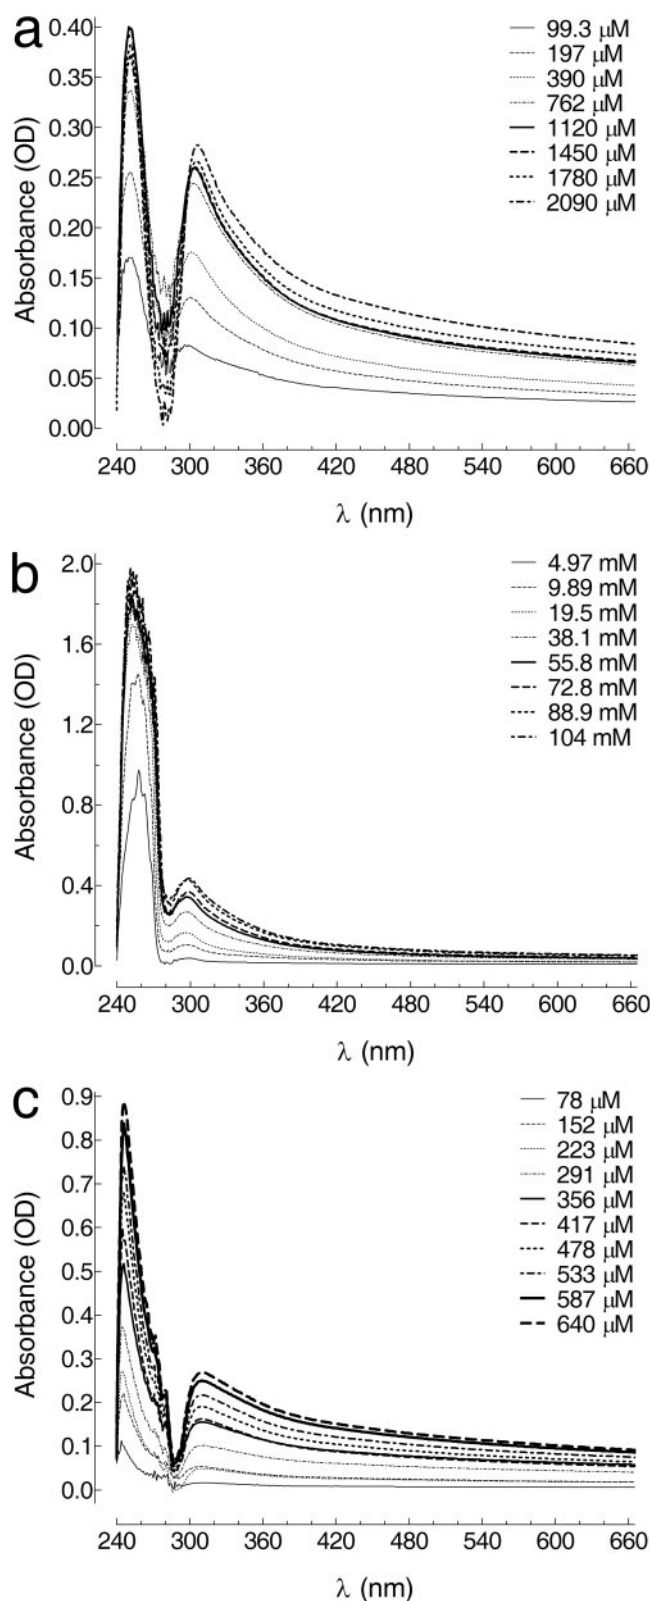 a
99.3 μM
197 μM
390 μM
762 μM
1120 μM
1450 μM
1780 μM
2090 μM
Absorbance (OD)
0.40
0.30
0.25
0.20
0.15
0.10
0.05
0.00
240 300 360 420 480 540 600 660
λ (nm)
b
4.97 mM
9.89 mM
19.5 mM
38.1 mM
55.8 mM
72.8 mM
88.9 mM
104 mM
Absorbance (OD)
2.0
1.6
1.2
0.8
0.4
0.0
240 300 360 420 480 540 600 660
λ (nm)
c
78 μM
152 μM
223 μM
291 μM
356 μM
417 μM
478 μM
533 μM
587 μM
640 μM
Absorbance (OD)
0.9
0.8
0.7
0.6
0.5
0.4
0.3
0.2
0.1
0.0
240 300 360 420 480 540 600 660
λ (nm)